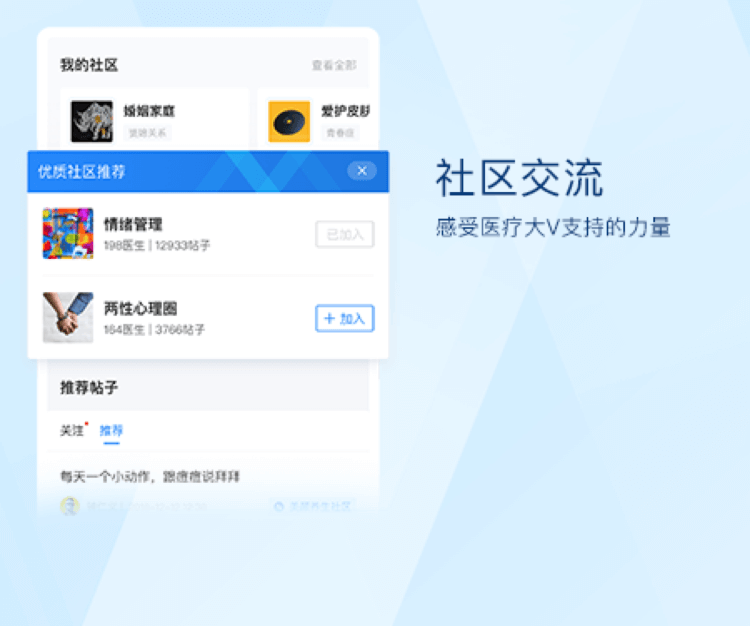 我的社区
查看全部
婚姻家庭
爱护皮肤
青春痘
优质社区推荐
情绪管理
198医生 | 12933帖子
已加入
两性心理圈
164医生 | 3766帖子
+ 加入
推荐帖子
关注
推荐
每天一个小动作，跟痘痘说拜拜
社区交流
感受医疗大V支持的力量